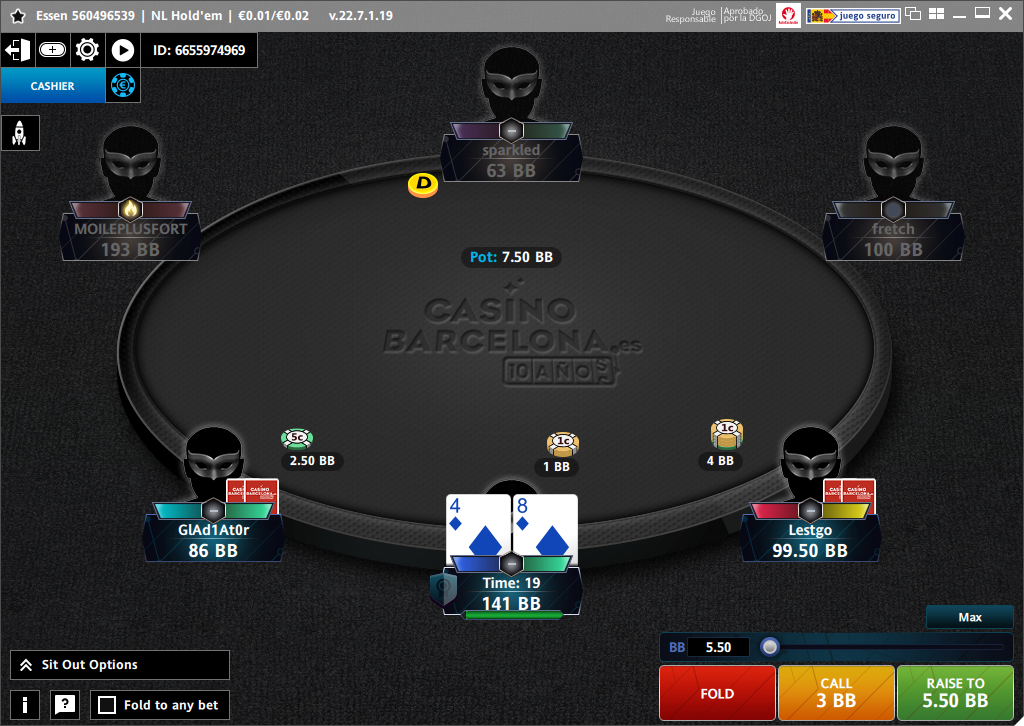 Essen 560496539 | NL Hold'em | €0.01/€0.02 v.22.7.1.19
Juego Responsable | Aprobado por la DGOJ
juego seguro
ID: 6655974969
CASHIER
sparkled
63 BB
D
MOILEPLUSFORT
193 BB
fretch
100 BB
Pot: 7.50 BB
CASINO
BARCELONA.es
10 AÑOS
5c
2.50 BB
1c
1 BB
1c
4 BB
GlAd1At0r
86 BB
4 8
Time: 19
141 BB
Lestgo
99.50 BB
Max
BB 5.50
Sit Out Options
FOLD
CALL
3 BB
RAISE TO
5.50 BB
i
?
Fold to any bet